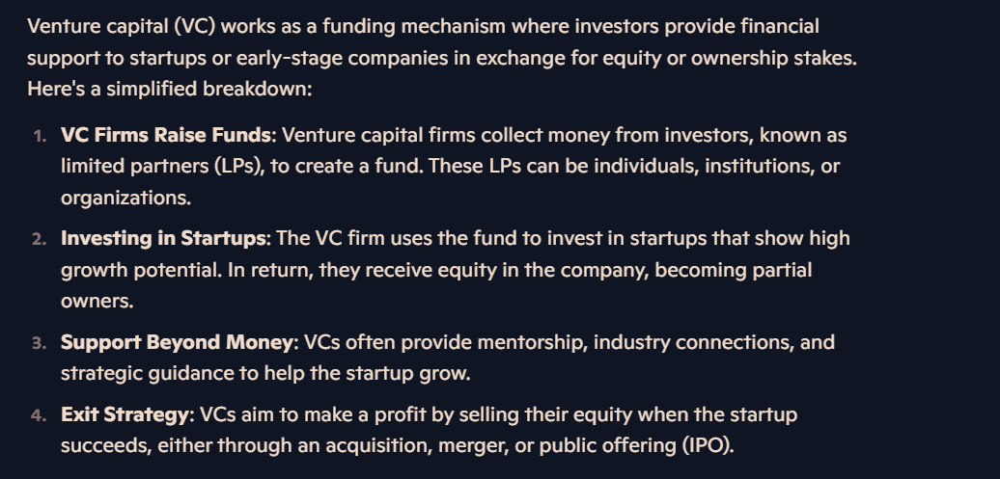 Venture capital (VC) works as a funding mechanism where investors provide financial
support to startups or early-stage companies in exchange for equity or ownership stakes.
Here's a simplified breakdown:
1. VC Firms Raise Funds: Venture capital firms collect money from investors, known as
limited partners (LPs), to create a fund. These LPs can be individuals, institutions, or
organizations.
2. Investing in Startups: The VC firm uses the fund to invest in startups that show high
growth potential. In return, they receive equity in the company, becoming partial
owners.
3. Support Beyond Money: VCs often provide mentorship, industry connections, and
strategic guidance to help the startup grow.
4. Exit Strategy: VCs aim to make a profit by selling their equity when the startup
succeeds, either through an acquisition, merger, or public offering (IPO).